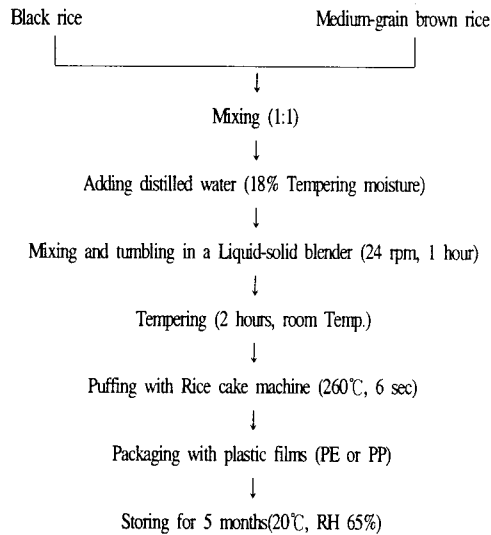 Black rice
Medium-grain brown rice
Mixing (1:1)
Adding distilled water (18% Tempering moisture)
Mixing and tumbling in a Liquid-solid blender (24 rpm, 1 hour)
Tempering (2 hours, room Temp.)
Puffing with Rice cake machine (260℃, 6 sec)
Packaging with plastic films (PE or PP)
Storing for 5 months(20℃, RH 65%)